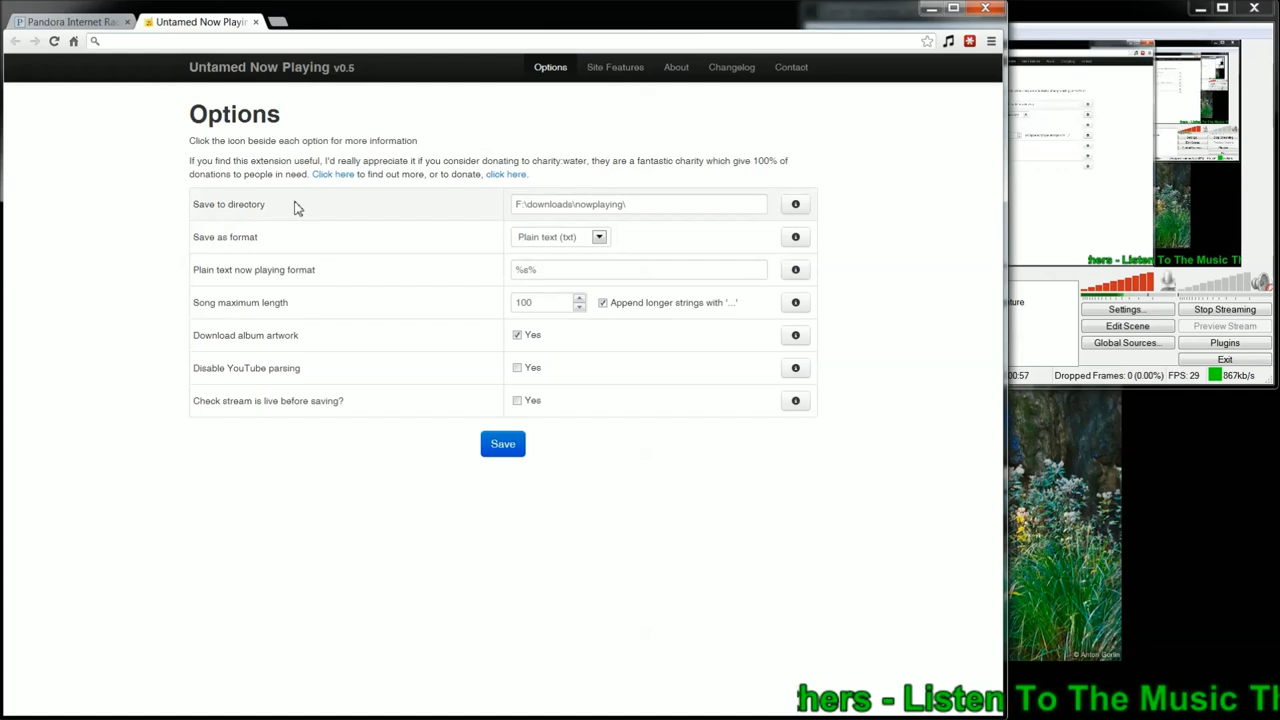 Pandora Internet Ra
Untamed Now Playin
Untamed Now Playing v0.5
Options
Site Features
About
Changelog
Contact
Options
Click the icon beside each option for more information
If you find this extension useful, I'd really appreciate it if you consider donating to charity:water, they are a fantastic charity which give 100% of
donations to people in need. Click here to find out more, or to donate, click here.
Save to directory
F:\downloads\nowplaying\
Save as format
Plain text (txt)
Plain text now playing format
%s%
Song maximum length
100
Append longer strings with '...'
Download album artwork
Yes
Disable YouTube parsing
Yes
Check stream is live before saving?
Yes
Save
hers - Listen To The Music Th
ture
Settings...
Stop Streaming
Edit Scene
Preview Stream
Global Sources...
Plugins
Exit
00:57
Dropped Frames: 0 (0.00%)
FPS: 29
867kb/s
© Anton Gorlin
hers - Listen To The Music Th